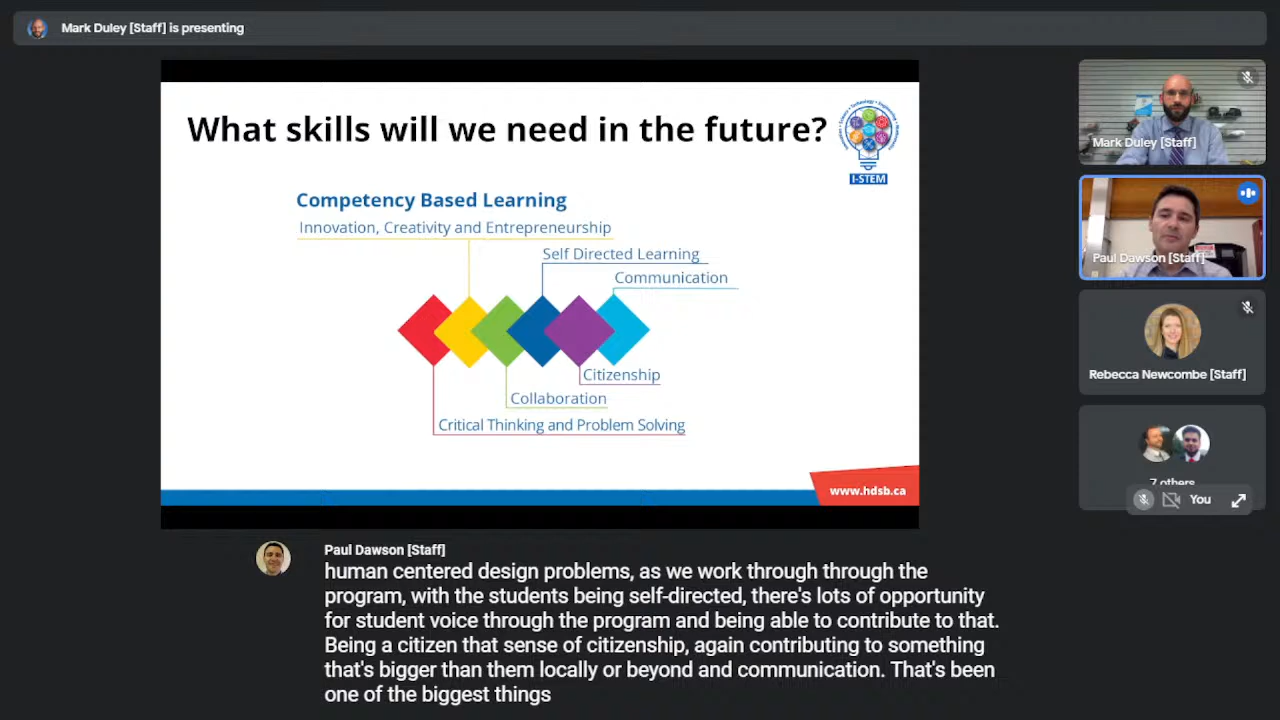 Mark Duley [Staff] is presenting
What skills will we need in the future?
I-STEM
Competency Based Learning
Innovation, Creativity and Entrepreneurship
Self Directed Learning
Communication
Citizenship
Collaboration
Critical Thinking and Problem Solving
www.hdsb.ca
Mark Duley [Staff]
Paul Dawson [Staff]
Rebecca Newcombe [Staff]
7 others
You
Paul Dawson [Staff]
human centered design problems, as we work through through the
program, with the students being self-directed, there's lots of opportunity
for student voice through the program and being able to contribute to that.
Being a citizen that sense of citizenship, again contributing to something
that's bigger than them locally or beyond and communication. That's been
one of the biggest things